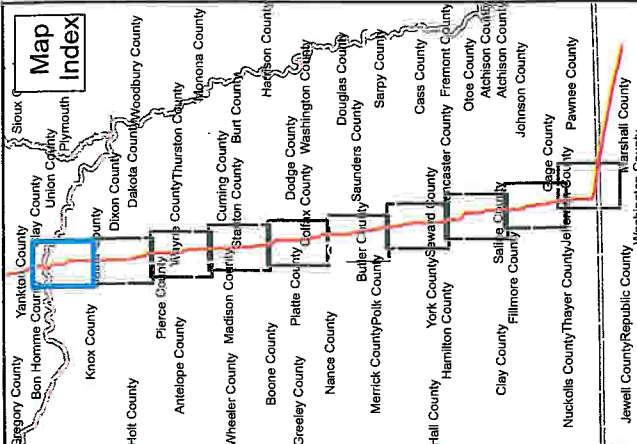 Map
Index
Sioux C
Plymouth
Woodbury County
Monona County
Harrison County
Union County
Dakota County
Thurston County
Burt County
Washington County
Douglas County
Sarpy County
Cass County
Fremont County
Otoe County
Atchison County
Atchison County
Johnson County
Pawnee County
Clay County
Dixon County
Wayne County
Cuming County
Stanton County
Dodge County
Colfax County
Saunders County
Butler County
Seward County
ancaster County
Saline County
Gage County
Jefferson County
Marshall County
Yankton County
Bon Homme County
ounty
Pierce County
Madison County
Platte County
Polk County
York County
Hamilton County
Fillmore County
Thayer County
Republic County
Gregory County
Knox County
Holt County
Antelope County
Wheeler County
Boone County
Greeley County
Nance County
Merrick County
Hall County
Clay County
Nuckolls County
Jewell County